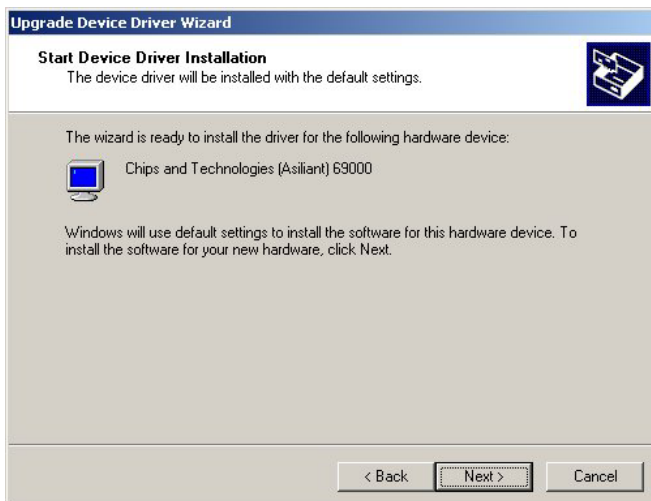 Upgrade Device Driver Wizard
Start Device Driver Installation
The device driver will be installed with the default settings.
The wizard is ready to install the driver for the following hardware device:
Chips and Technologies (Asiliant) 69000
Windows will use default settings to install the software for this hardware device. To
install the software for your new hardware, click Next.
< Back
Next >
Cancel